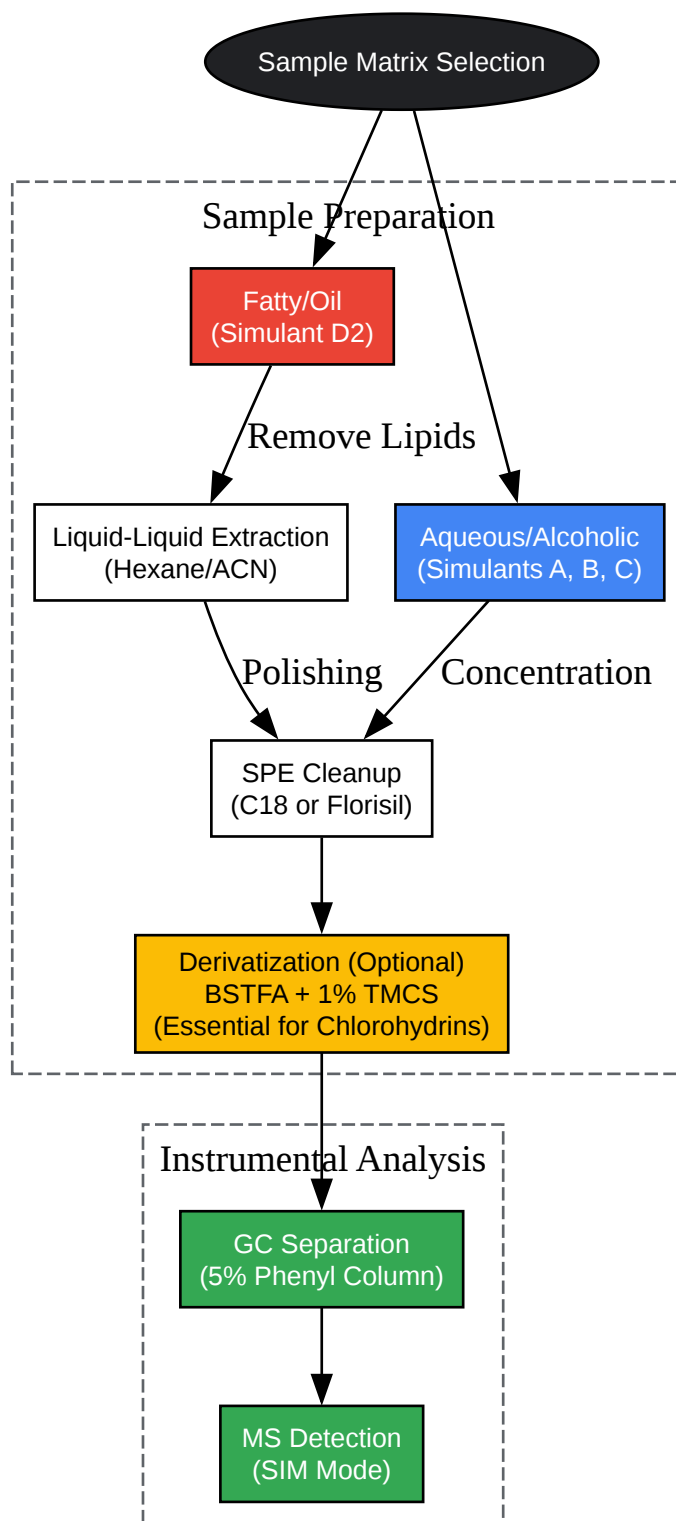 Sample Matrix Selection
Sample Preparation
Fatty/Oil
(Simulant D2)
Remove Lipids
Liquid-Liquid Extraction
(Hexane/ACN)
Aqueous/Alcoholic
(Simulants A, B, C)
Polishing
Concentration
SPE Cleanup
(C18 or Florisil)
Derivatization (Optional)
BSTFA + 1% TMCS
(Essential for Chlorohydrins)
Instrumental Analysis
GC Separation
(5% Phenyl Column)
MS Detection
(SIM Mode)